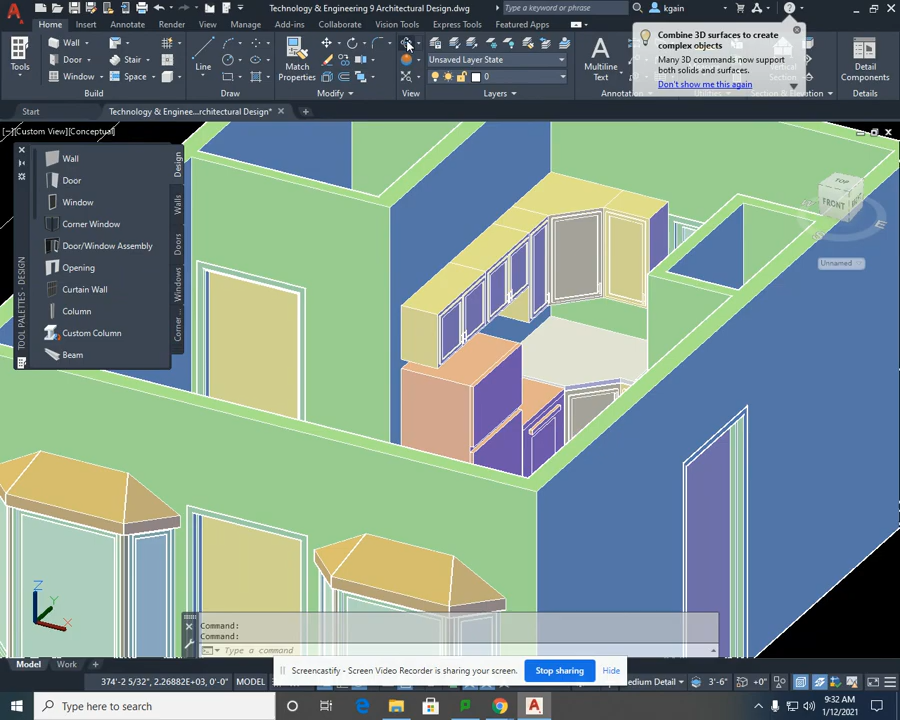 Technology & Engineering 9 Architectural Design.dwg
Type a keyword or phrase
kgain
Home
Insert
Annotate
Render
View
Manage
Add-ins
Collaborate
Vision Tools
Express Tools
Featured Apps
Tools
Wall
Door
Window
Roof
Stair
Space
Build
Line
Draw
Match
Properties
Modify
View
Unsaved Layer State
0
Layers
Multiline
Text
Detail
Components
Details
Combine 3D surfaces to create
complex objects
Many 3D commands now support
both solids and surfaces.
Don't show me this again
Start
Technology & Enginee...rchitectural Design*
[−][Custom View][Conceptual]
Wall
Door
Window
Corner Window
Door/Window Assembly
Opening
Curtain Wall
Column
Custom Column
Beam
Design
Walls
Doors
Windows
Corner ...
TOOL PALETTES - DESIGN
TOP
FRONT
E
Unnamed
Z
Y
X
Command:
Command:
Type a command
Model
Work
Screencastify - Screen Video Recorder is sharing your screen.
Stop sharing
Hide
374'-2 5/32", 2.26882E+03, 0'-0"
MODEL
edium Detail
3'-6"
+0"
Type here to search
9:32 AM
1/12/2021